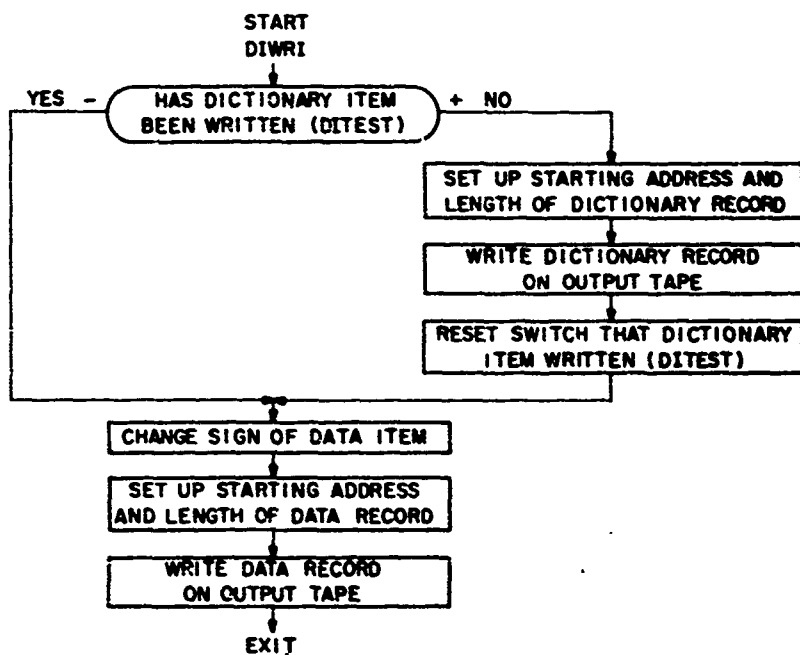 START
DIWRI
YES -
HAS DICTIONARY ITEM
BEEN WRITTEN (DITEST)
+ NO
SET UP STARTING ADDRESS AND
LENGTH OF DICTIONARY RECORD
WRITE DICTIONARY RECORD
ON OUTPUT TAPE
RESET SWITCH THAT DICTIONARY
ITEM WRITTEN (DITEST)
CHANGE SIGN OF DATA ITEM
SET UP STARTING ADDRESS
AND LENGTH OF DATA RECORD
WRITE DATA RECORD
ON OUTPUT TAPE
EXIT